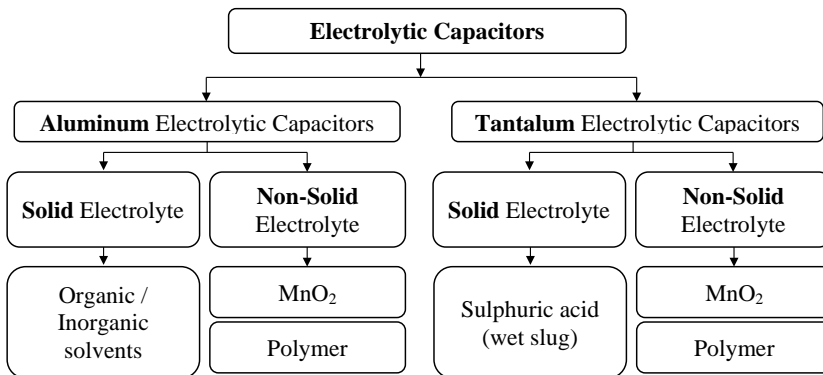 Electrolytic Capacitors
Aluminum Electrolytic Capacitors
Tantalum Electrolytic Capacitors
Solid Electrolyte
Non-Solid
Electrolyte
Solid Electrolyte
Non-Solid
Electrolyte
Organic /
Inorganic
solvents
MnO₂
Polymer
Sulphuric acid
(wet slug)
MnO₂
Polymer